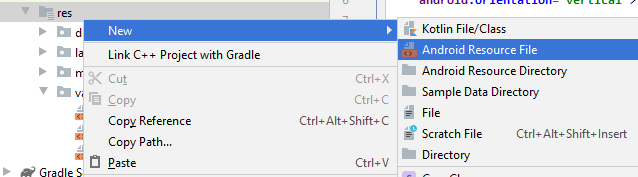 res
6
android:orientation="vertical">
7
d
la
m
va
Gradle S
New
Link C++ Project with Gradle
Cut Ctrl+X
Copy Ctrl+C
Copy Reference Ctrl+Alt+Shift+C
Copy Path...
Paste Ctrl+V
Kotlin File/Class
Android Resource File
Android Resource Directory
Sample Data Directory
File
Scratch File Ctrl+Alt+Shift+Insert
Directory